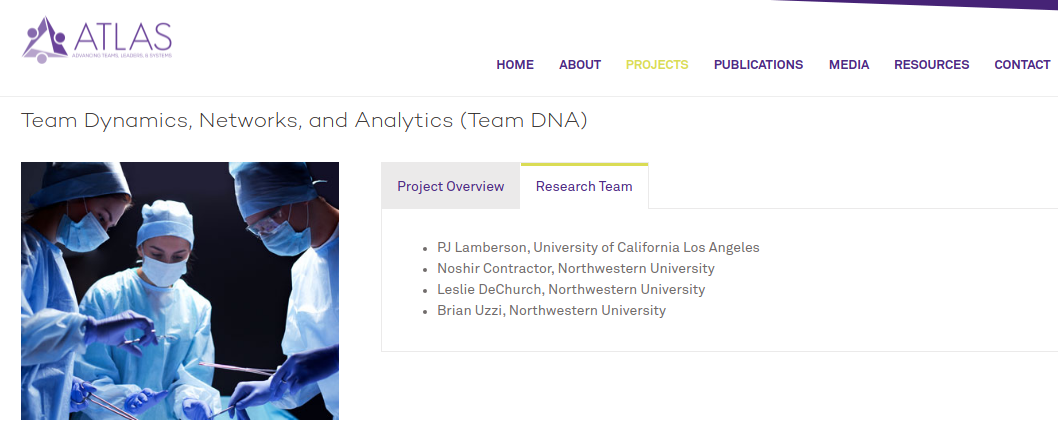 ATLAS
ADVANCING TEAMS, LEADERS, & SYSTEMS
HOME ABOUT PROJECTS PUBLICATIONS MEDIA RESOURCES CONTACT
Team Dynamics, Networks, and Analytics (Team DNA)
Project Overview Research Team
• PJ Lamberson, University of California Los Angeles
• Noshir Contractor, Northwestern University
• Leslie DeChurch, Northwestern University
• Brian Uzzi, Northwestern University